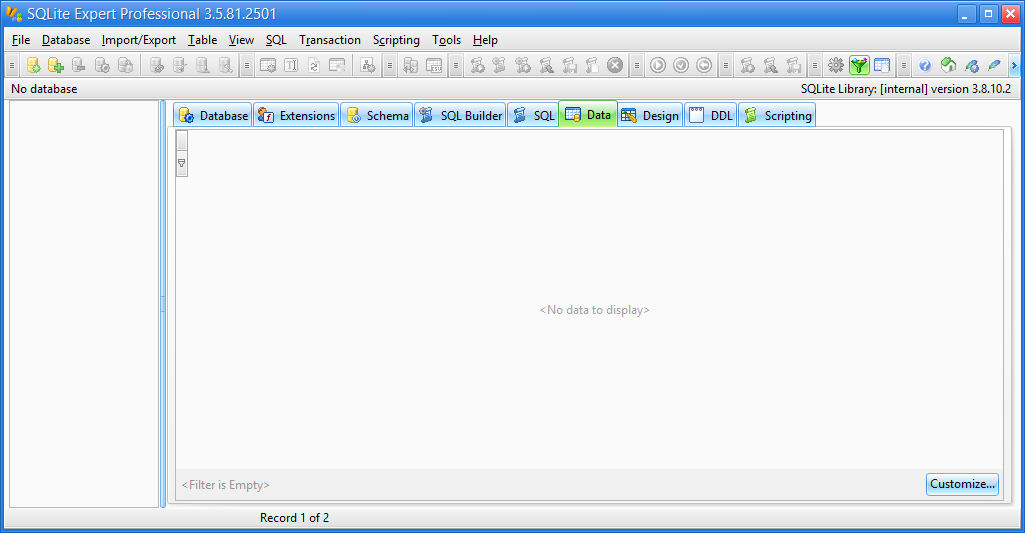 SQLite Expert Professional 3.5.81.2501
File Database Import/Export Table View SQL Transaction Scripting Tools Help
No database SQLite Library: [internal] version 3.8.10.2
Database Extensions Schema SQL Builder SQL Data Design DDL Scripting
<No data to display>
<Filter is Empty> Customize...
Record 1 of 2